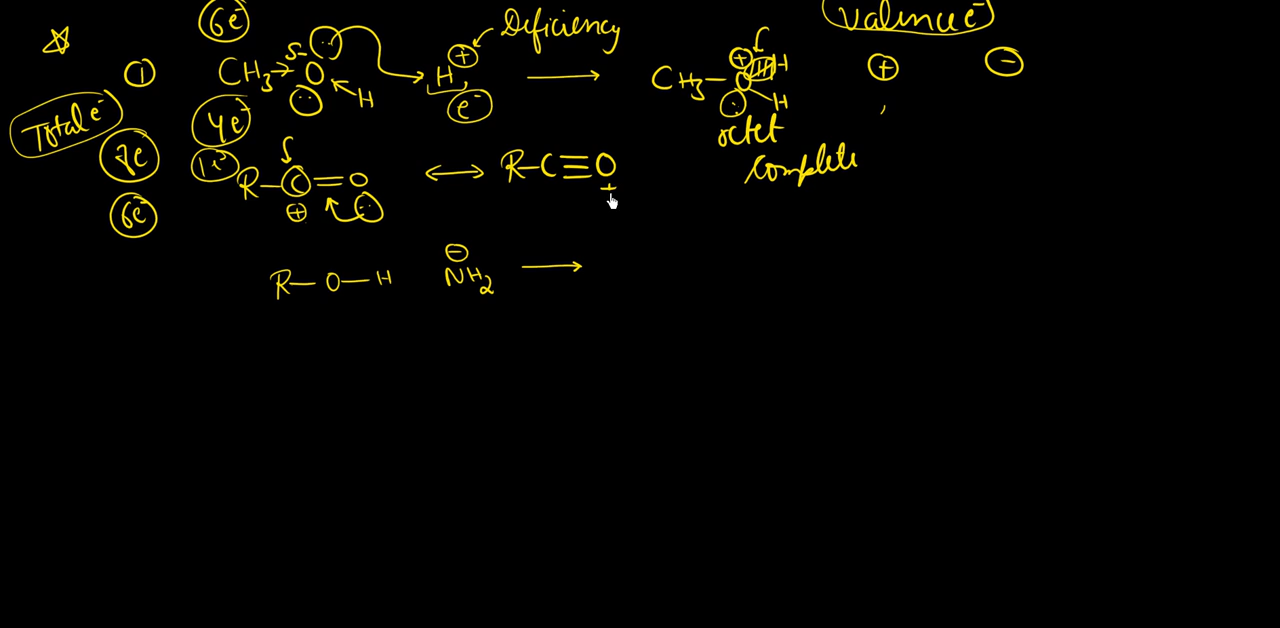 6e⁻ Deficiency Valence e⁻
① CH₃→O δ- H H⊕ e⁻ → CH₃—O⊕ H H ⊕ ⊖
Total e⁻ 4e⁻ octet
7e⁻ 1e⁻ R—C=O ⊕ ↔ R—C≡O + Complete
6e⁻
R—O—H ⊖NH₂ →